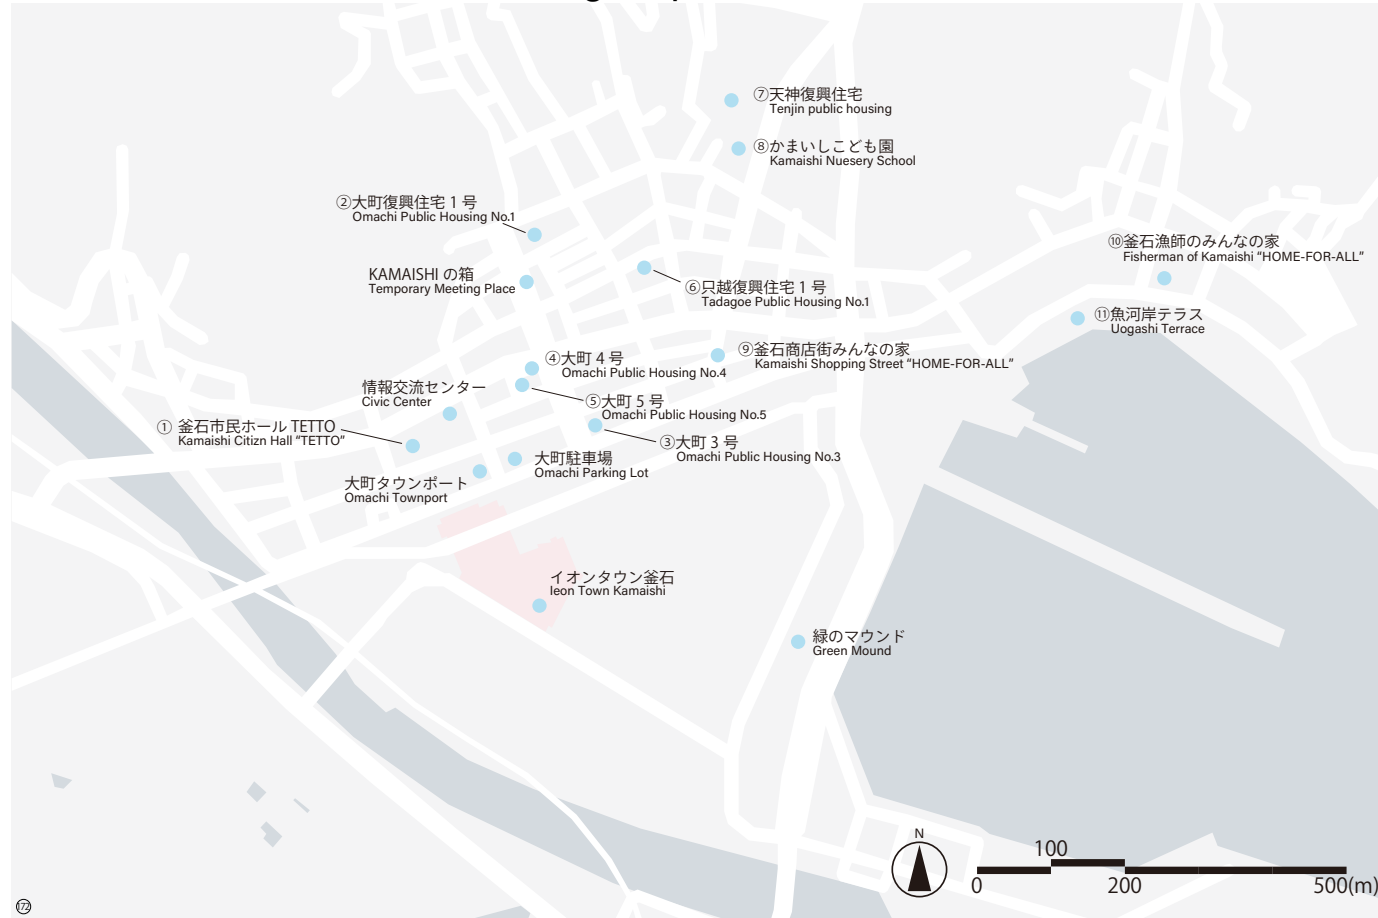 ⑦天神復興住宅
Tenjin public housing
⑧かまいしこども園
Kamaishi Nuesery School
②大町復興住宅 1 号
Omachi Public Housing No.1
⑩釜石漁師のみんなの家
Fisherman of Kamaishi “HOME-FOR-ALL”
KAMAISHI の箱
Temporary Meeting Place
⑥只越復興住宅 1 号
Tadagoe Public Housing No.1
⑪魚河岸テラス
Uogashi Terrace
⑨釜石商店街みんなの家
Kamaishi Shopping Street “HOME-FOR-ALL”
④大町 4 号
Omachi Public Housing No.4
情報交流センター
Civic Center
⑤大町 5 号
Omachi Public Housing No.5
① 釜石市民ホール TETTO
Kamaishi Citizn Hall “TETTO”
③大町 3 号
Omachi Public Housing No.3
大町駐車場
Omachi Parking Lot
大町タウンポート
Omachi Townport
イオンタウン釜石
Ieon Town Kamaishi
緑のマウンド
Green Mound
N
100
0
200
500(m)
172